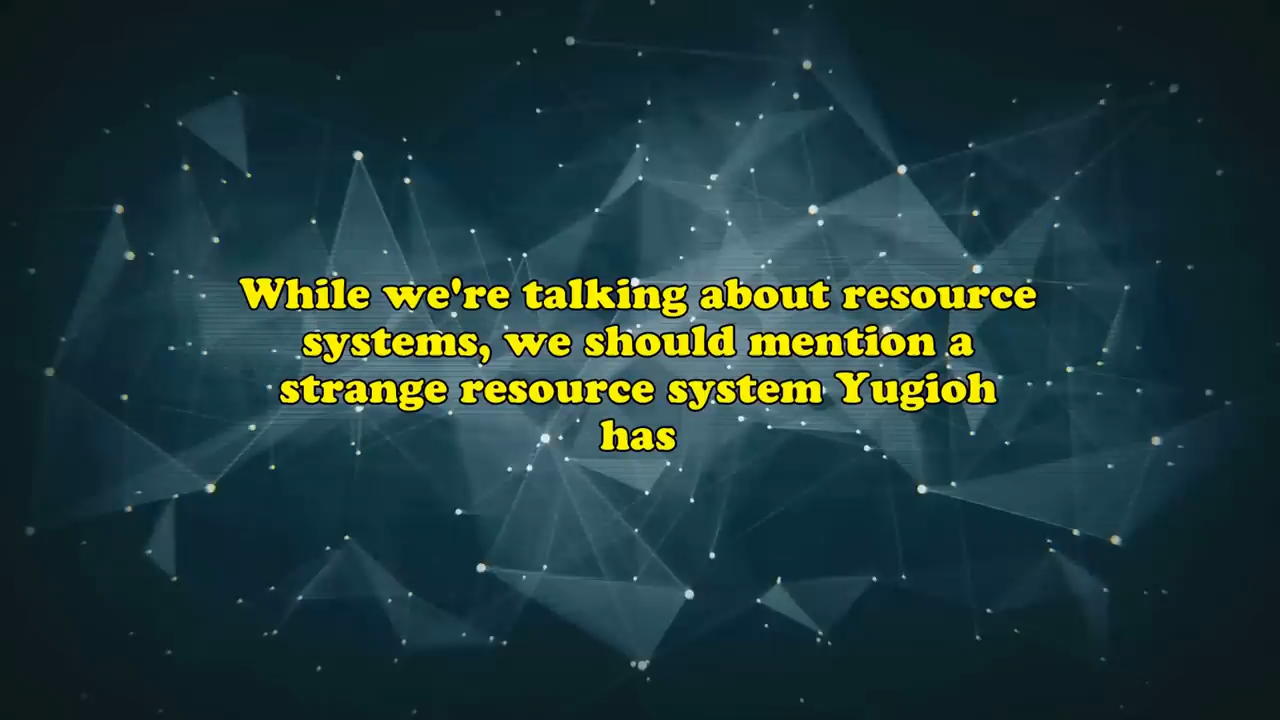 While we're talking about resource
systems, we should mention a
strange resource system Yugioh
has